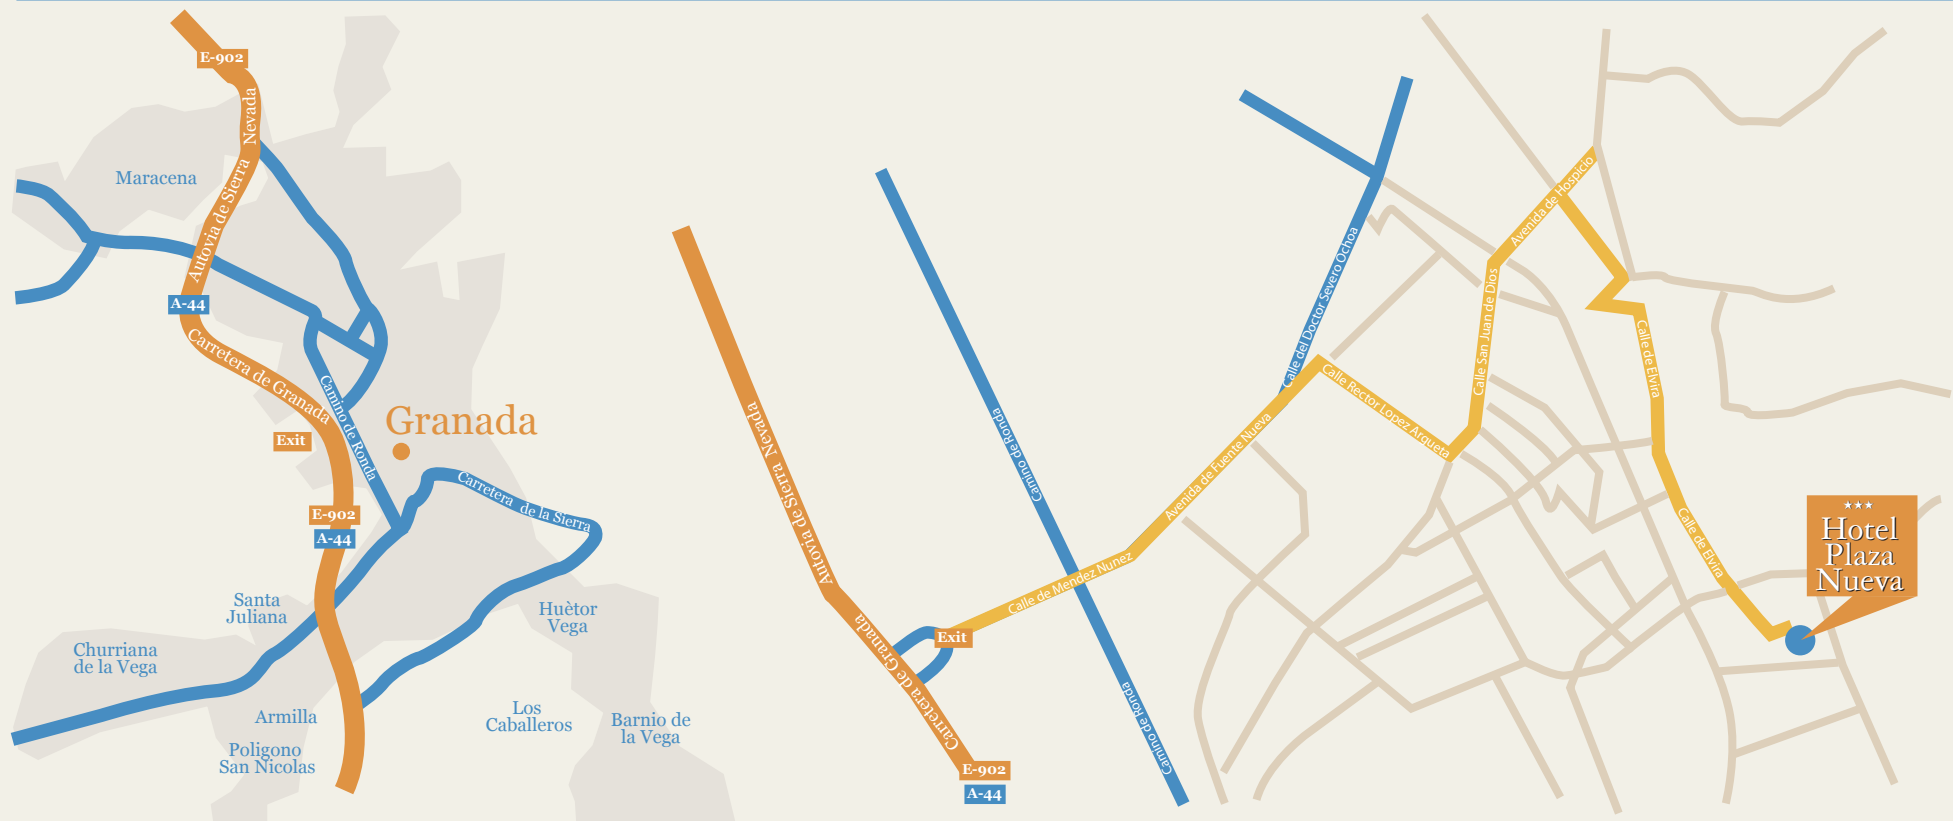 E-902
Nevada
Autovia de Sierra
Maracena
A-44
Carretera de Granada
Camino de Ronda
Exit
Granada
E-902
A-44
Carretera de la Sierra
Santa
Juliana
Huètor
Vega
Churriana
de la Vega
Armilla
Los
Caballeros
Barnio de
la Vega
Poligono
San Nicolas
Autovia de Sierra Nevada
Carretera de Granada
Carretera de Granada
Exit
E-902
A-44
Camino de Ronda
Camino de Ronda
Calle de Mendez Nunez
Avenida de Fuente Nueva
Calle del Doctor Severo Ochoa
Calle Rector Lopez Argueta
Calle San Juan de Dios
Avenida de Hospicio
Calle de Elvira
Calle de Elvira
Hotel
Plaza
Nueva